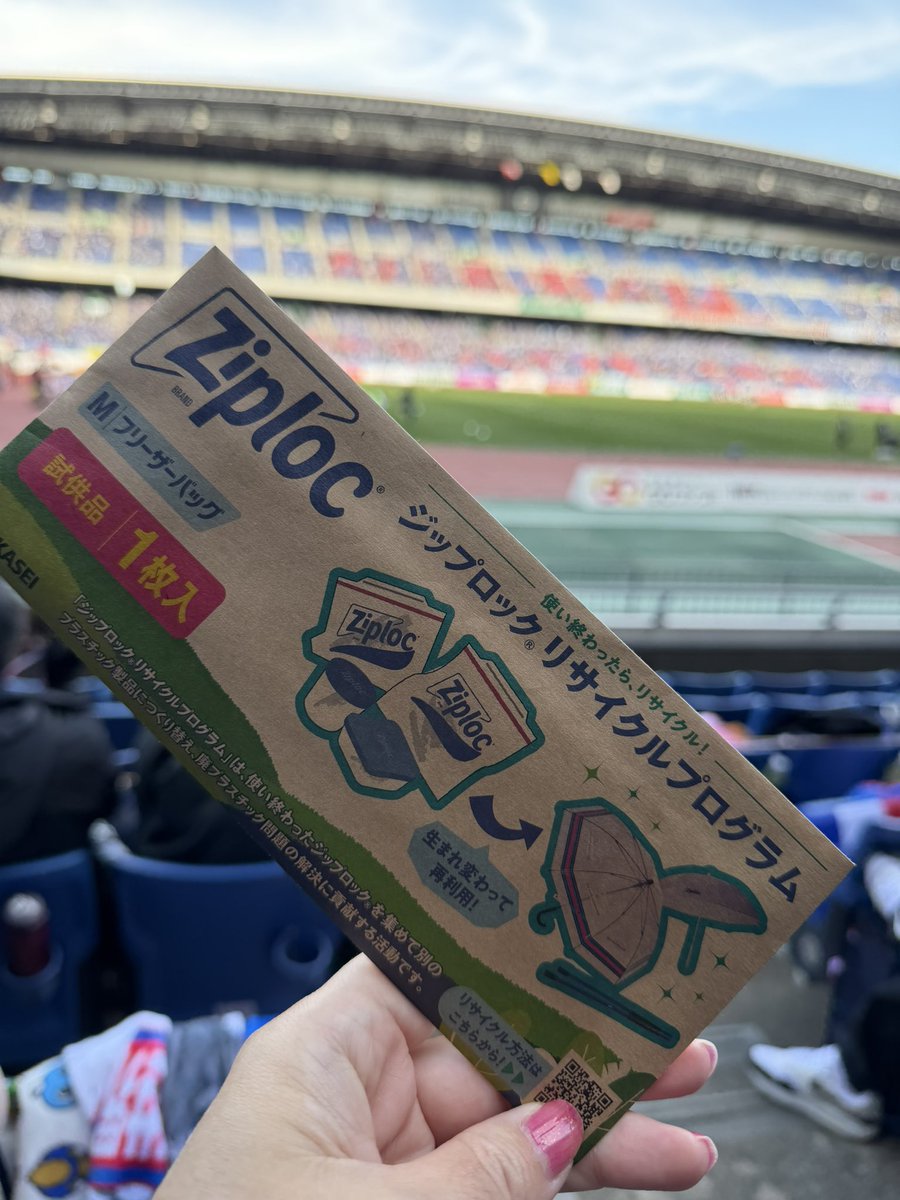 Ziploc®
BRAND
M|フリーザーバッグ
試供品|1枚入
KASEI
使い終わったら、リサイクル!
ジップロック®リサイクルプログラム
Ziploc
Ziploc
生まれ変わって
再利用!
「ジップロック®リサイクルプログラム」は、使い終わったジップロック®を集めて別の
プラスチック製品につくり替え、廃プラスチック問題の解決に貢献する活動です。
リサイクル方法は
こちらから!